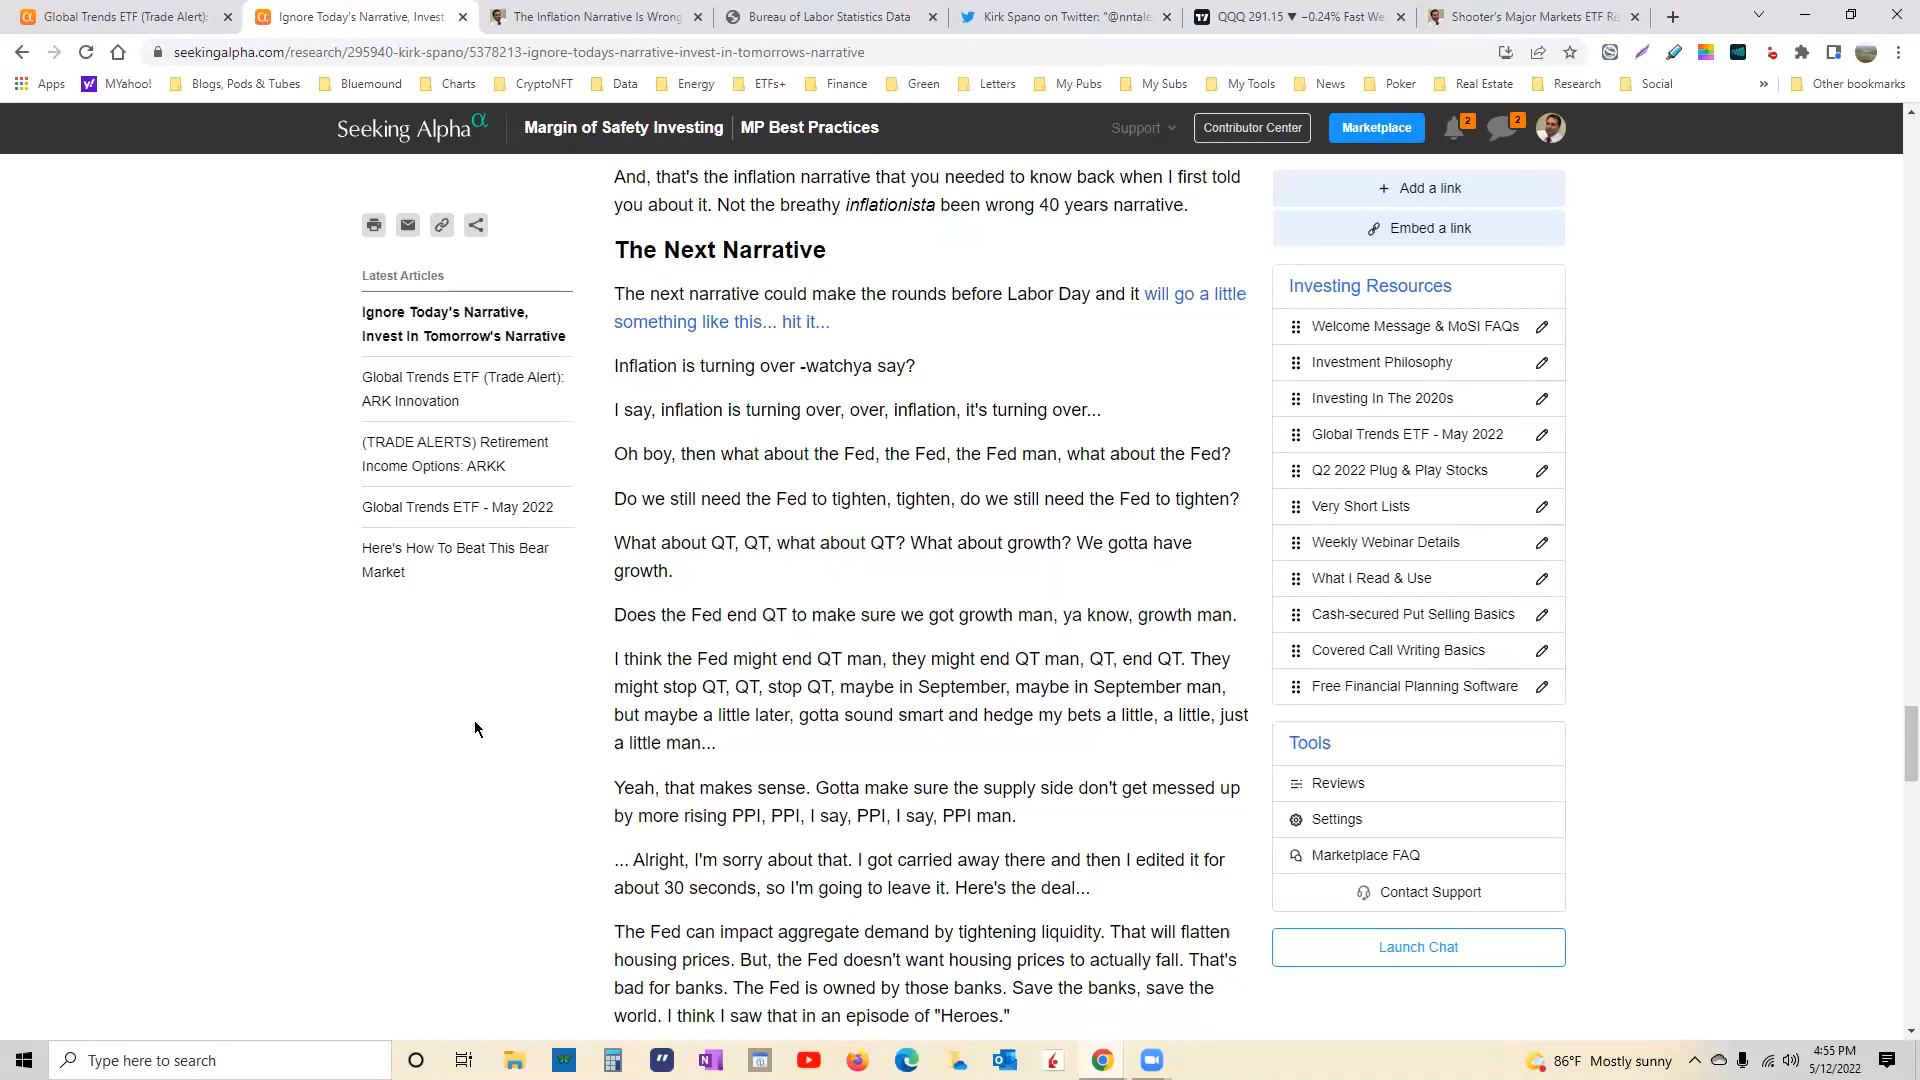 Global Trends ETF (Trade Alert):
Ignore Today's Narrative, Invest
The Inflation Narrative Is Wrong
Bureau of Labor Statistics Data
Kirk Spano on Twitter: "@nntale
QQQ 291.15 ▼ −0.24% Fast We
Shooter's Major Markets ETF Ris
seekingalpha.com/research/295940-kirk-spano/5378213-ignore-todays-narrative-invest-in-tomorrows-narrative
Apps
MYahoo!
Blogs, Pods & Tubes
Bluemound
Charts
CryptoNFT
Data
Energy
ETFs+
Finance
Green
Letters
My Pubs
My Subs
My Tools
News
Poker
Real Estate
Research
Social
»
Other bookmarks
Seeking Alpha α
Margin of Safety Investing
MP Best Practices
Support
Contributor Center
Marketplace
2
2
Latest Articles
Ignore Today's Narrative,
Invest In Tomorrow's Narrative
Global Trends ETF (Trade Alert):
ARK Innovation
(TRADE ALERTS) Retirement
Income Options: ARKK
Global Trends ETF - May 2022
Here's How To Beat This Bear
Market
And, that's the inflation narrative that you needed to know back when I first told
you about it. Not the breathy inflationista been wrong 40 years narrative.
The Next Narrative
The next narrative could make the rounds before Labor Day and it will go a little
something like this... hit it...
Inflation is turning over -watchya say?
I say, inflation is turning over, over, inflation, it's turning over...
Oh boy, then what about the Fed, the Fed, the Fed man, what about the Fed?
Do we still need the Fed to tighten, tighten, do we still need the Fed to tighten?
What about QT, QT, what about QT? What about growth? We gotta have
growth.
Does the Fed end QT to make sure we got growth man, ya know, growth man.
I think the Fed might end QT man, they might end QT man, QT, end QT. They
might stop QT, QT, stop QT, maybe in September, maybe in September man,
but maybe a little later, gotta sound smart and hedge my bets a little, a little, just
a little man...
Yeah, that makes sense. Gotta make sure the supply side don't get messed up
by more rising PPI, PPI, I say, PPI, I say, PPI man.
... Alright, I'm sorry about that. I got carried away there and then I edited it for
about 30 seconds, so I'm going to leave it. Here's the deal...
The Fed can impact aggregate demand by tightening liquidity. That will flatten
housing prices. But, the Fed doesn't want housing prices to actually fall. That's
bad for banks. The Fed is owned by those banks. Save the banks, save the
world. I think I saw that in an episode of "Heroes."
+ Add a link
Embed a link
Investing Resources
Welcome Message & MoSI FAQs
Investment Philosophy
Investing In The 2020s
Global Trends ETF - May 2022
Q2 2022 Plug & Play Stocks
Very Short Lists
Weekly Webinar Details
What I Read & Use
Cash-secured Put Selling Basics
Covered Call Writing Basics
Free Financial Planning Software
Tools
Reviews
Settings
Marketplace FAQ
Contact Support
Launch Chat
Type here to search
86°F Mostly sunny
4:55 PM
5/12/2022